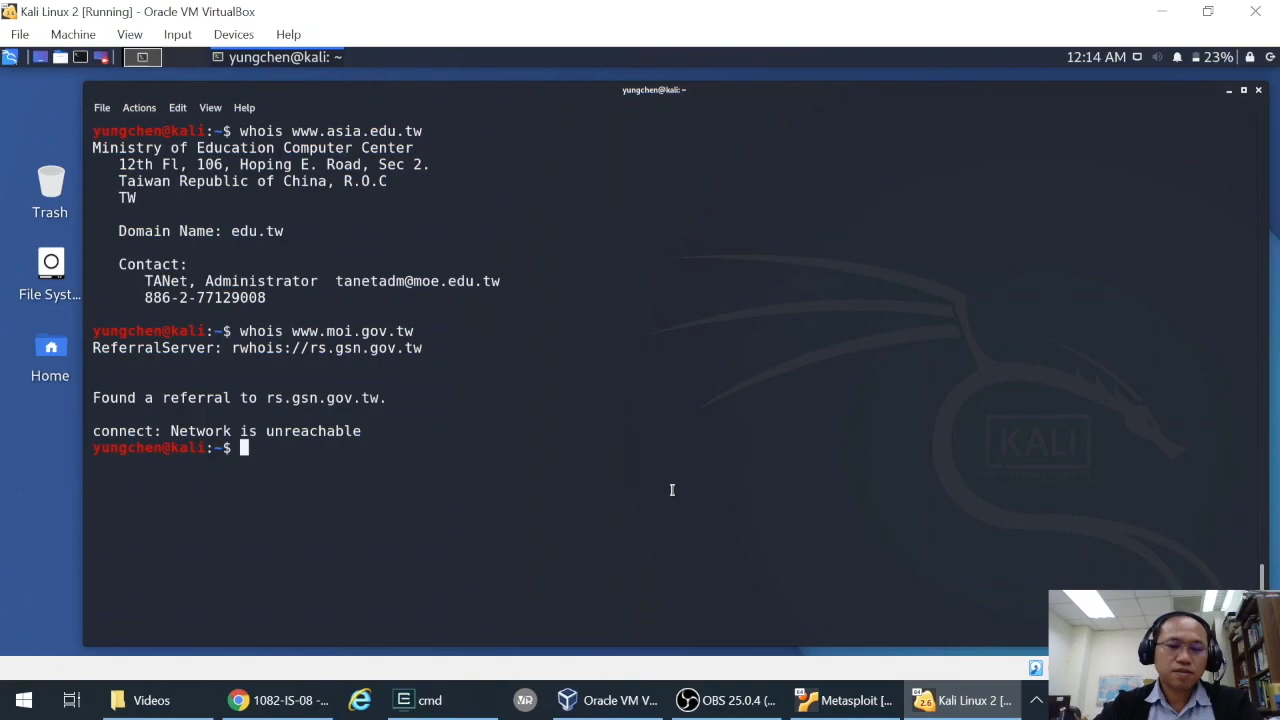 Kali Linux 2 [Running] - Oracle VM VirtualBox
File Machine View Input Devices Help
yungchen@kali: ~
12:14 AM
23%
yungchen@kali: ~
File Actions Edit View Help
yungchen@kali:~$ whois www.asia.edu.tw
Ministry of Education Computer Center
12th Fl, 106, Hoping E. Road, Sec 2.
Taiwan Republic of China, R.O.C
TW
Domain Name: edu.tw
Contact:
TANet, Administrator tanetadm@moe.edu.tw
886-2-77129008
yungchen@kali:~$ whois www.moi.gov.tw
ReferralServer: rwhois://rs.gsn.gov.tw
Found a referral to rs.gsn.gov.tw.
connect: Network is unreachable
yungchen@kali:~$
Trash
File Syst...
Home
KALI
Videos
1082-IS-08 -...
cmd
Oracle VM V...
OBS 25.0.4 (...
Metasploit [...
Kali Linux 2 [...